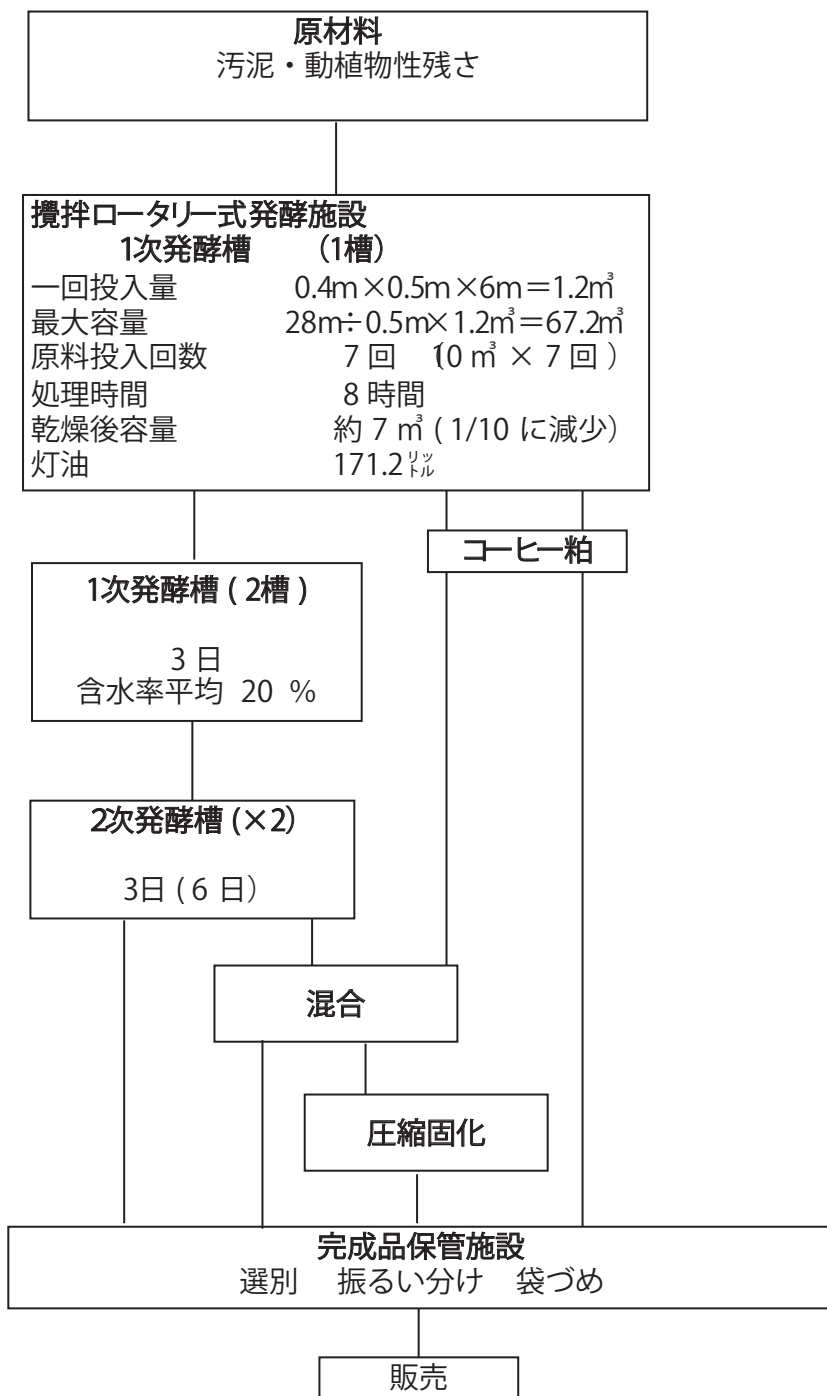 原材料
汚泥・動植物性残さ
攪拌ロータリー式発酵施設
1次発酵槽 (1槽)
一回投入量 0.4m×0.5m×6m=1.2㎥
最大容量 28m÷0.5m×1.2㎥=67.2㎥
原料投入回数 7 回 (10 ㎥ × 7 回 )
処理時間 8 時間
乾燥後容量 約 7 ㎥ ( 1/10 に減少)
灯油 171.2㍑
コーヒー粕
1次発酵槽 ( 2槽 )
3 日
含水率平均 20 %
2次発酵槽 (×2)
3日 ( 6 日)
混合
圧縮固化
完成品保管施設
選別 振るい分け 袋づめ
販売